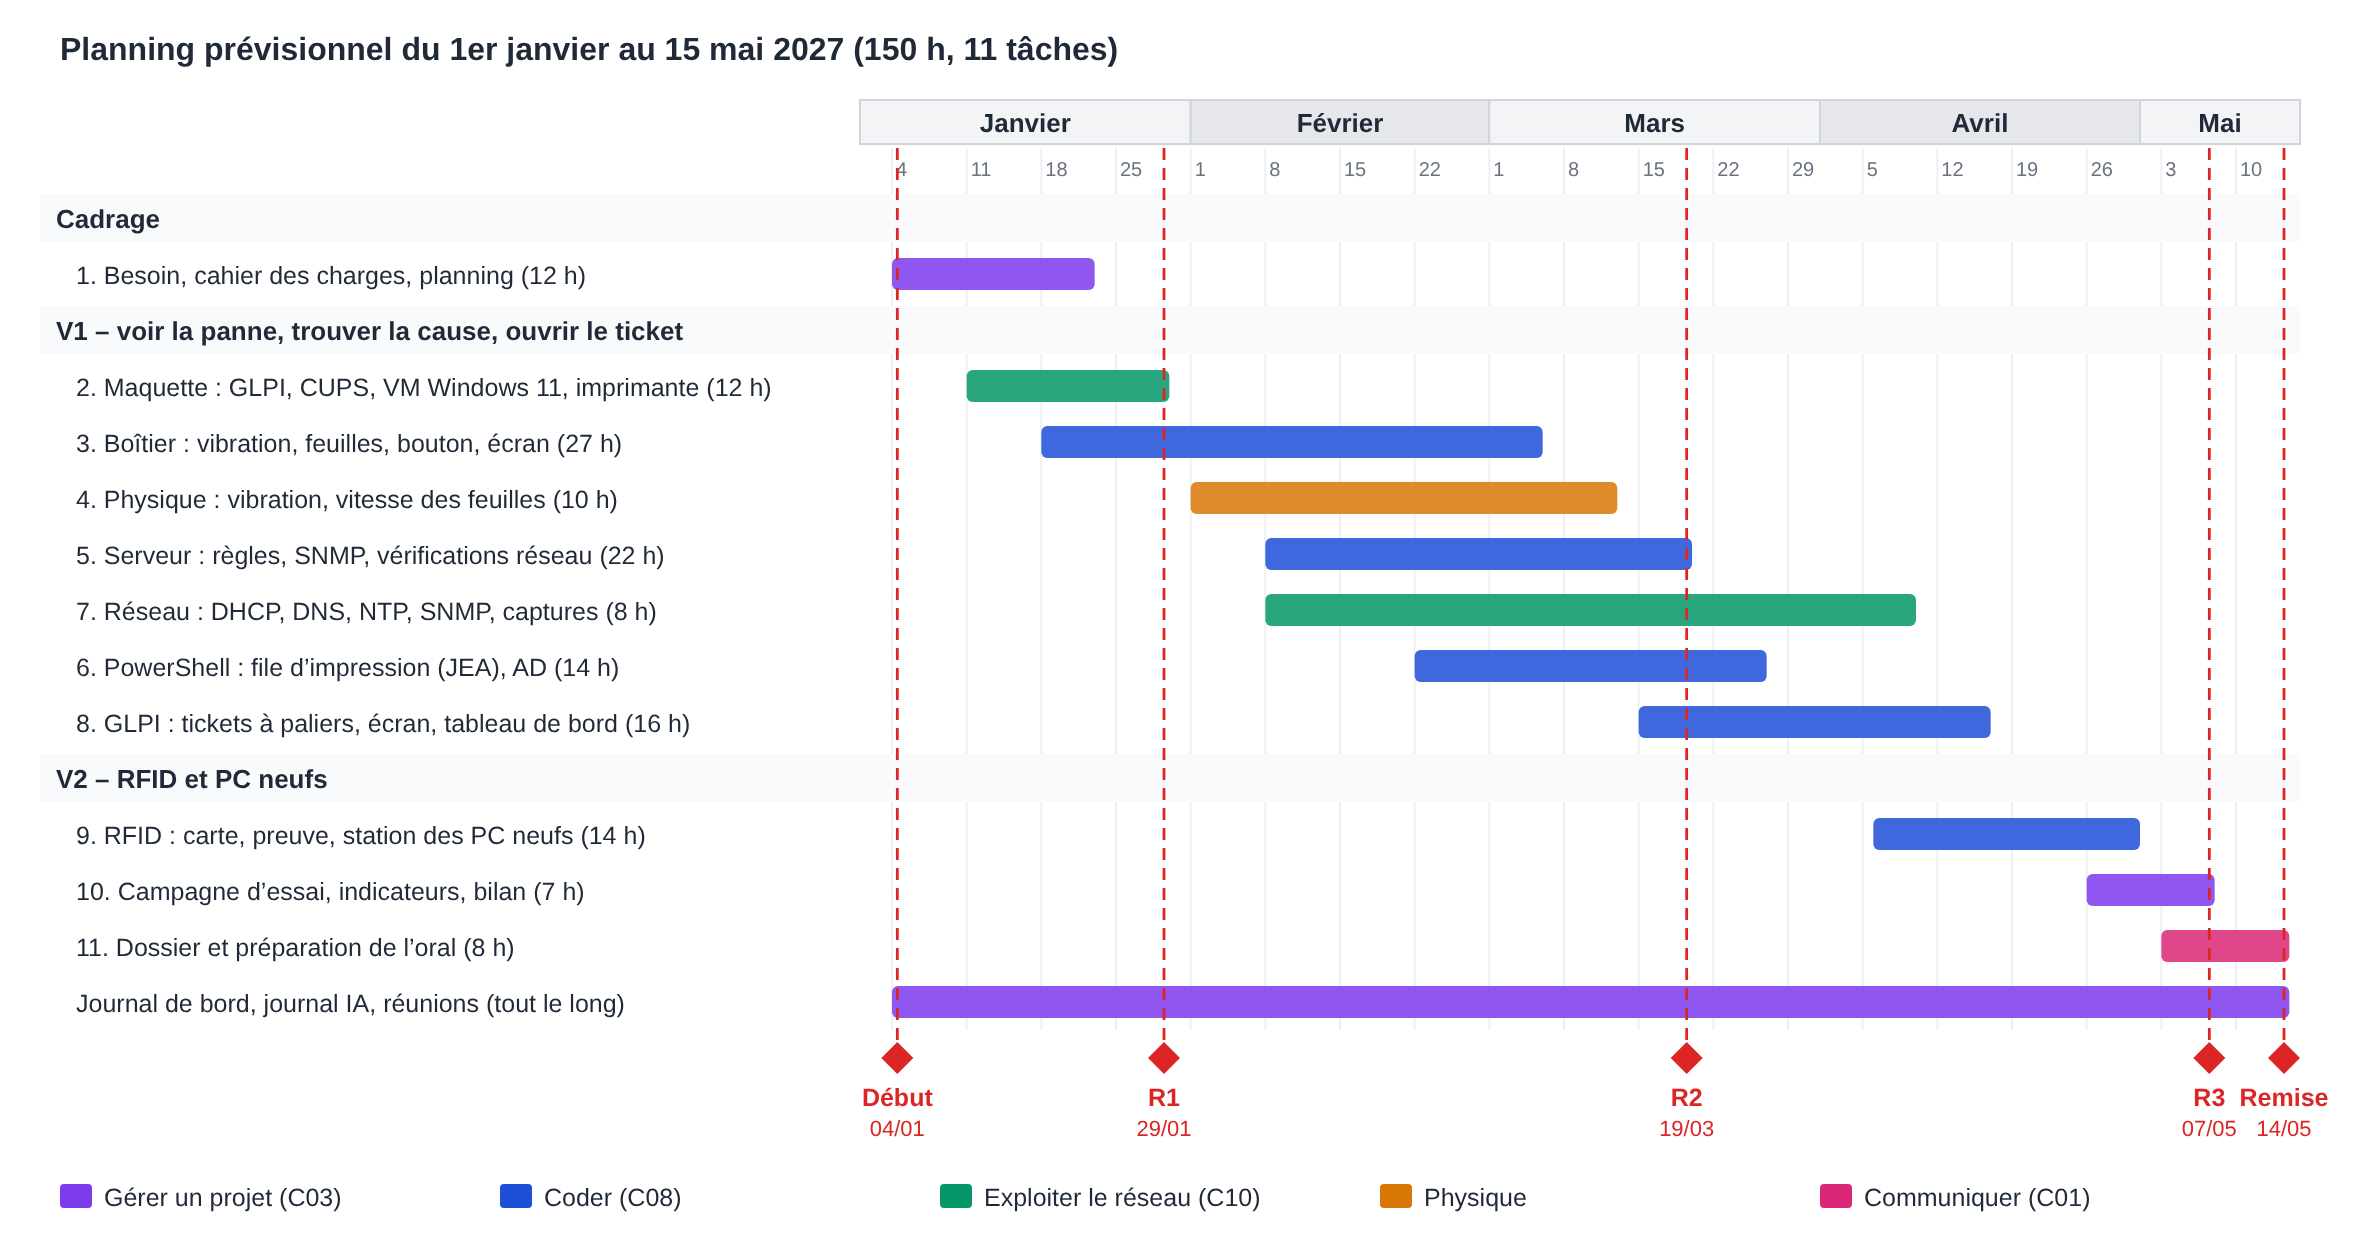 Planning prévisionnel du 1er janvier au 15 mai 2027 (150 h, 11 tâches)
Janvier Février Mars Avril Mai
4 11 18 25 1 8 15 22 1 8 15 22 29 5 12 19 26 3 10
Cadrage
1. Besoin, cahier des charges, planning (12 h)
V1 – voir la panne, trouver la cause, ouvrir le ticket
2. Maquette : GLPI, CUPS, VM Windows 11, imprimante (12 h)
3. Boîtier : vibration, feuilles, bouton, écran (27 h)
4. Physique : vibration, vitesse des feuilles (10 h)
5. Serveur : règles, SNMP, vérifications réseau (22 h)
7. Réseau : DHCP, DNS, NTP, SNMP, captures (8 h)
6. PowerShell : file d’impression (JEA), AD (14 h)
8. GLPI : tickets à paliers, écran, tableau de bord (16 h)
V2 – RFID et PC neufs
9. RFID : carte, preuve, station des PC neufs (14 h)
10. Campagne d’essai, indicateurs, bilan (7 h)
11. Dossier et préparation de l’oral (8 h)
Journal de bord, journal IA, réunions (tout le long)
Début R1 R2 R3 Remise
04/01 29/01 19/03 07/05 14/05
Gérer un projet (C03) Coder (C08) Exploiter le réseau (C10) Physique Communiquer (C01)